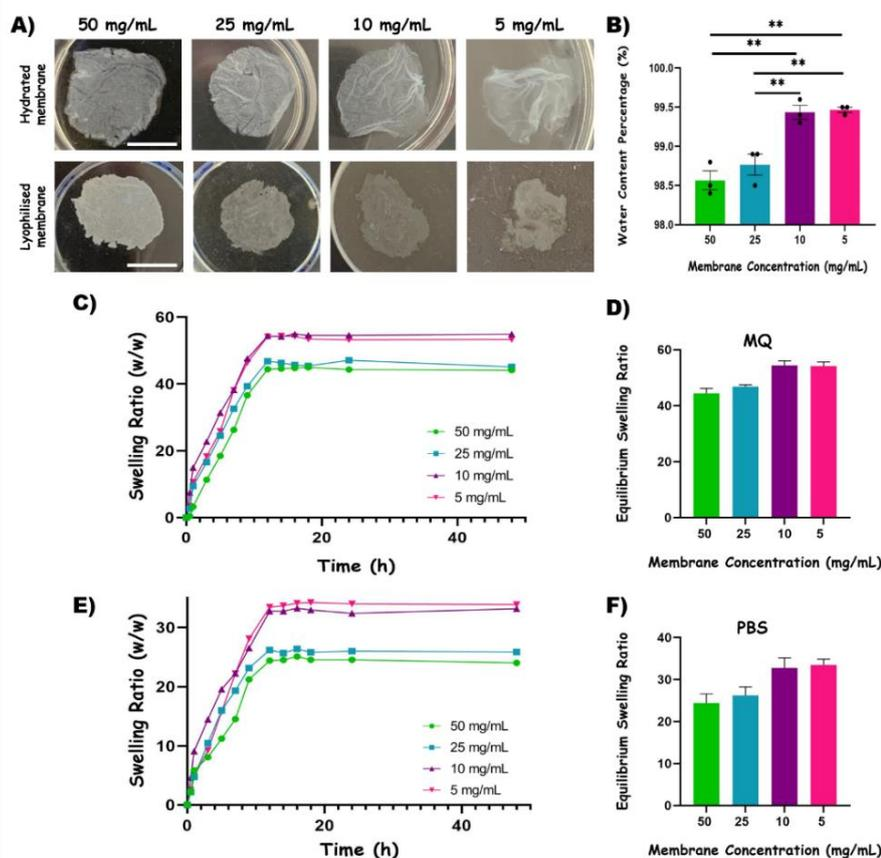 A)
50 mg/mL 25 mg/mL 10 mg/mL 5 mg/mL
Hydrated
membrane
Lyophilised
membrane
B)
**
**
**
**
Water Content Percentage (%)
100.0
99.5
99.0
98.5
98.0
50 25 10 5
Membrane Concentration (mg/mL)
C)
Swelling Ratio (w/w)
60
40
20
0
50 mg/mL
25 mg/mL
10 mg/mL
5 mg/mL
0 20 40
Time (h)
D)
MQ
Equilibrium Swelling Ratio
60
40
20
0
50 25 10 5
Membrane Concentration (mg/mL)
E)
Swelling Ratio (w/w)
30
20
10
0
50 mg/mL
25 mg/mL
10 mg/mL
5 mg/mL
0 20 40
Time (h)
F)
PBS
Equilibrium Swelling Ratio
40
30
20
10
0
50 25 10 5
Membrane Concentration (mg/mL)